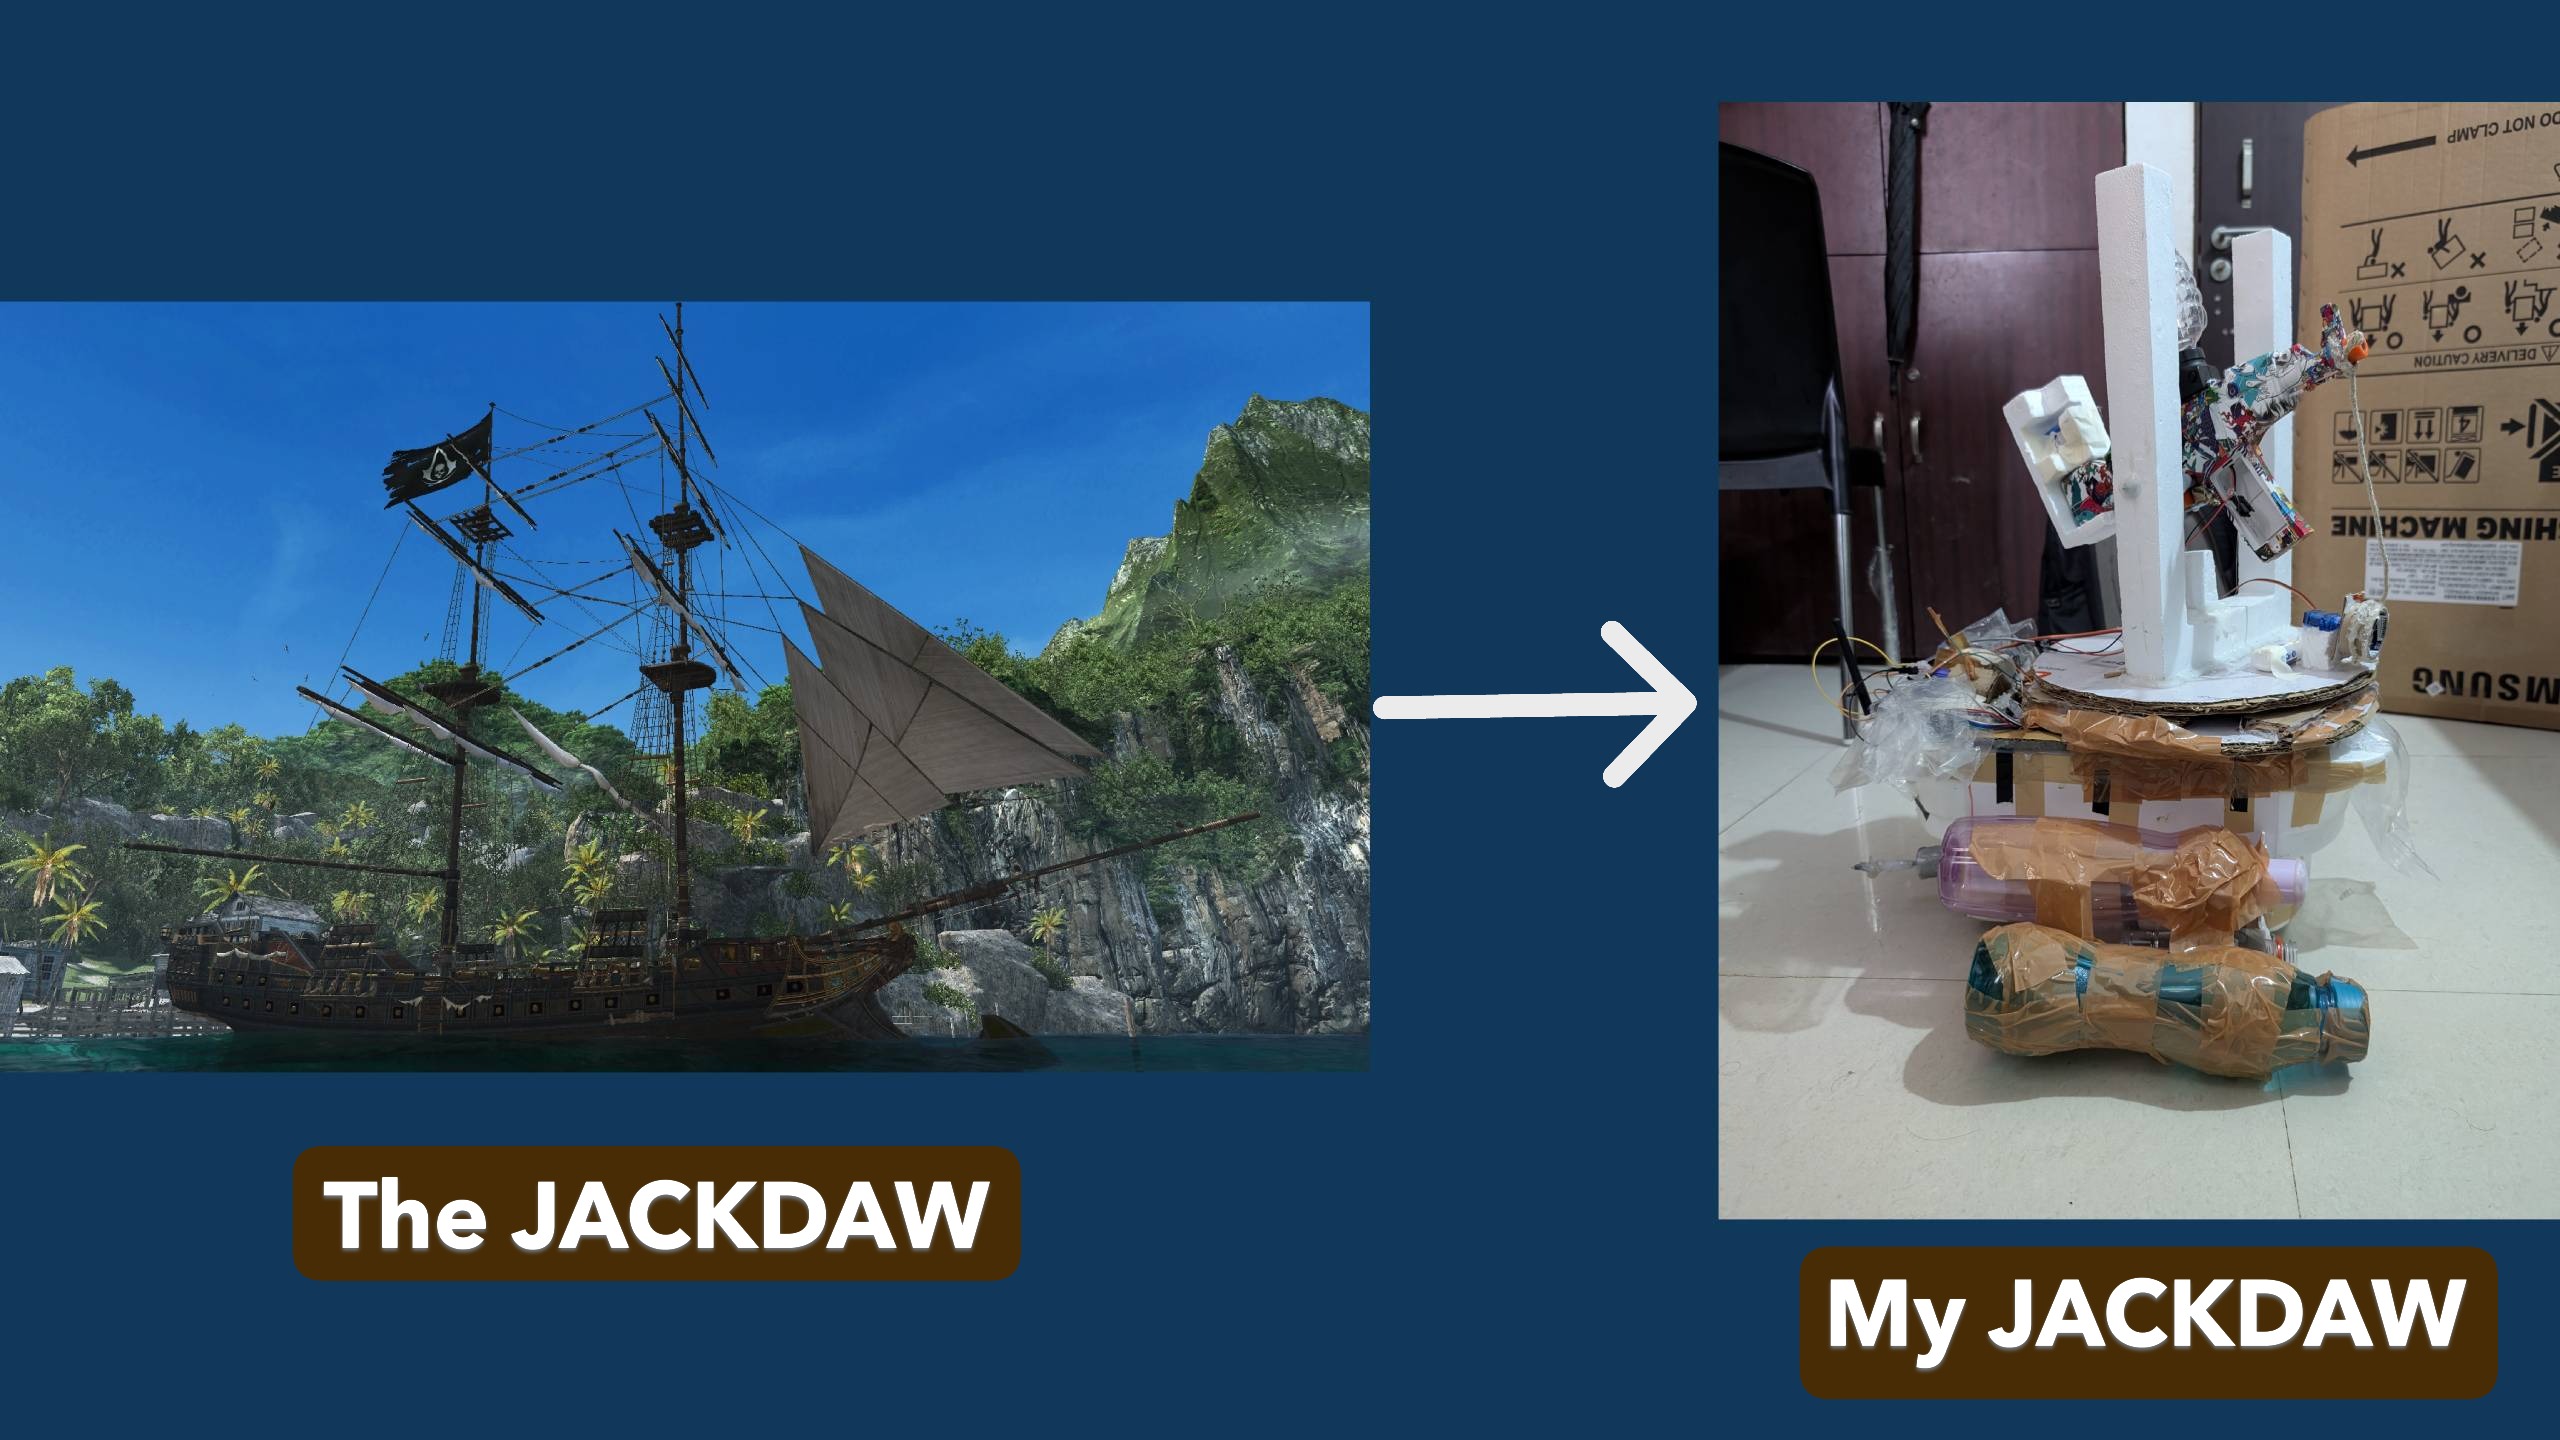 The JACKDAW
My JACKDAW
DO NOT CLAMP
DELIVERY CAUTION
HING MACHINE
MSUNG